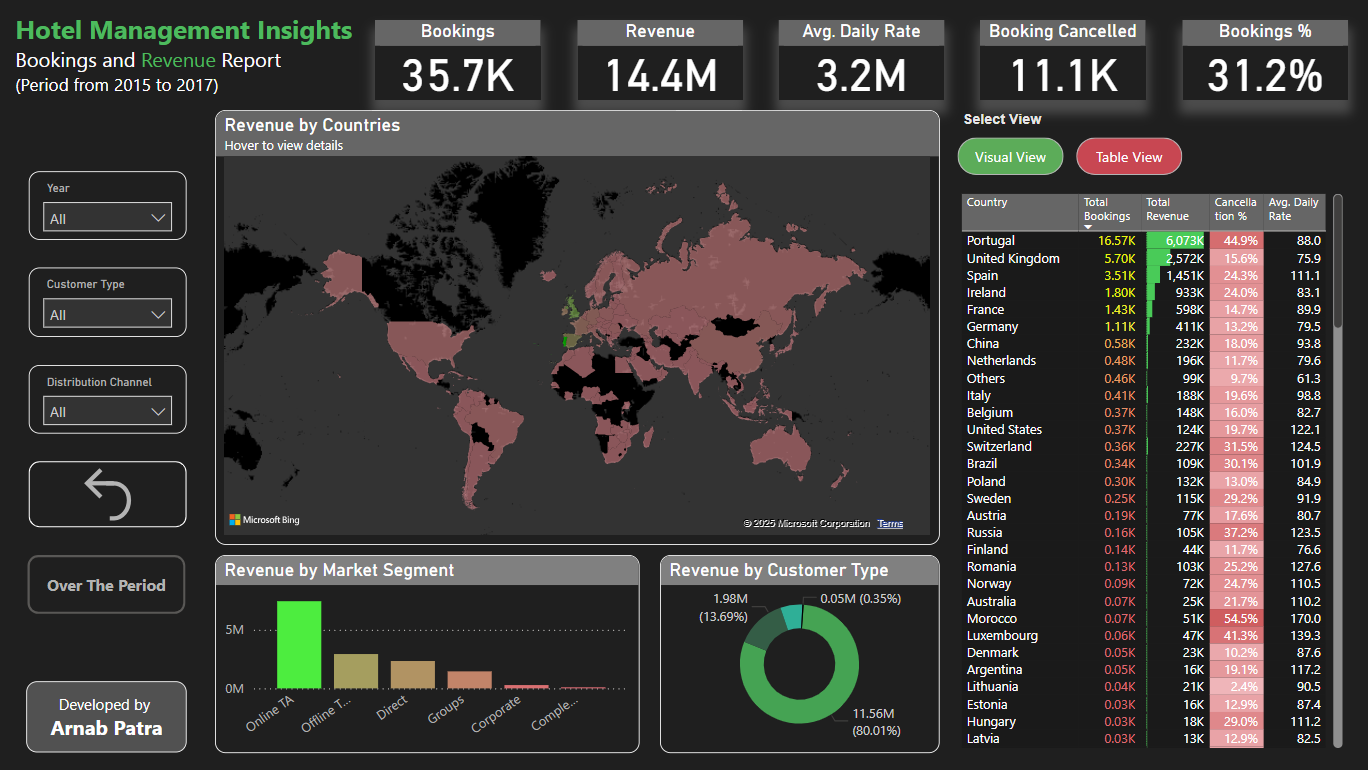 Hotel Management Insights
Bookings and Revenue Report
(Period from 2015 to 2017)
Bookings
35.7K
Revenue
14.4M
Avg. Daily Rate
3.2M
Booking Cancelled
11.1K
Bookings %
31.2%
Year
All
Customer Type
All
Distribution Channel
All
Over The Period
Developed by
Arnab Patra
Revenue by Countries
Hover to view details
Microsoft Bing
© 2025 Microsoft Corporation Terms
Revenue by Market Segment
5M
0M
Online TA
Offline T...
Direct
Groups
Corporate
Comple...
Revenue by Customer Type
1.98M
(13.69%)
0.05M (0.35%)
11.56M
(80.01%)
Select View
Visual View
Table View
Country Total Bookings Total Revenue Cancella tion % Avg. Daily Rate
Portugal 16.57K 6,073K 44.9% 88.0
United Kingdom 5.70K 2,572K 15.6% 75.9
Spain 3.51K 1,451K 24.3% 111.1
Ireland 1.80K 933K 24.0% 83.1
France 1.43K 598K 14.7% 89.9
Germany 1.11K 411K 13.2% 79.5
China 0.58K 232K 18.0% 93.8
Netherlands 0.48K 196K 11.7% 79.6
Others 0.46K 99K 9.7% 61.3
Italy 0.41K 188K 19.6% 98.8
Belgium 0.37K 148K 16.0% 82.7
United States 0.37K 124K 19.7% 122.1
Switzerland 0.36K 227K 31.5% 124.5
Brazil 0.34K 109K 30.1% 101.9
Poland 0.30K 132K 13.0% 84.9
Sweden 0.25K 115K 29.2% 91.9
Austria 0.19K 77K 17.6% 80.7
Russia 0.16K 105K 37.2% 123.5
Finland 0.14K 44K 11.7% 76.6
Romania 0.13K 103K 25.2% 127.6
Norway 0.09K 72K 24.7% 110.5
Australia 0.07K 25K 21.7% 110.2
Morocco 0.07K 51K 54.5% 170.0
Luxembourg 0.06K 47K 41.3% 139.3
Denmark 0.05K 23K 10.2% 87.6
Argentina 0.05K 16K 19.1% 117.2
Lithuania 0.04K 21K 2.4% 90.5
Estonia 0.03K 16K 12.9% 87.4
Hungary 0.03K 18K 29.0% 111.2
Latvia 0.03K 13K 12.9% 82.5